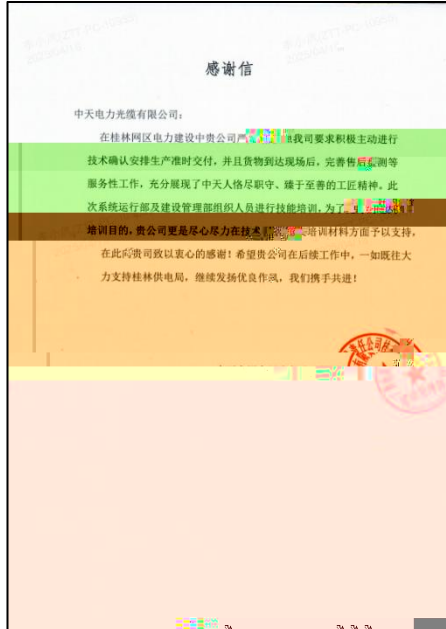 感谢信
中天电力光缆有限公司：
在桂林网区电力建设中贵公司严我司要求积极主动进行
技术确认安排生产准时交付，并且货物到达现场后，完善售后测等
服务性工作，充分展现了中天人恪尽职守、臻于至善的工匠精神。此
次系统运行部及建设管理部组织人员进行技能培训，为了
培训目的，贵公司更是尽心尽力在技术培训材料方面予以支持。
在此向贵司致以衷心的感谢！希望贵公司在后续工作中，一如既往大
力支持桂林供电局，继续发扬优良作风，我们携手共进！
责任公司桂